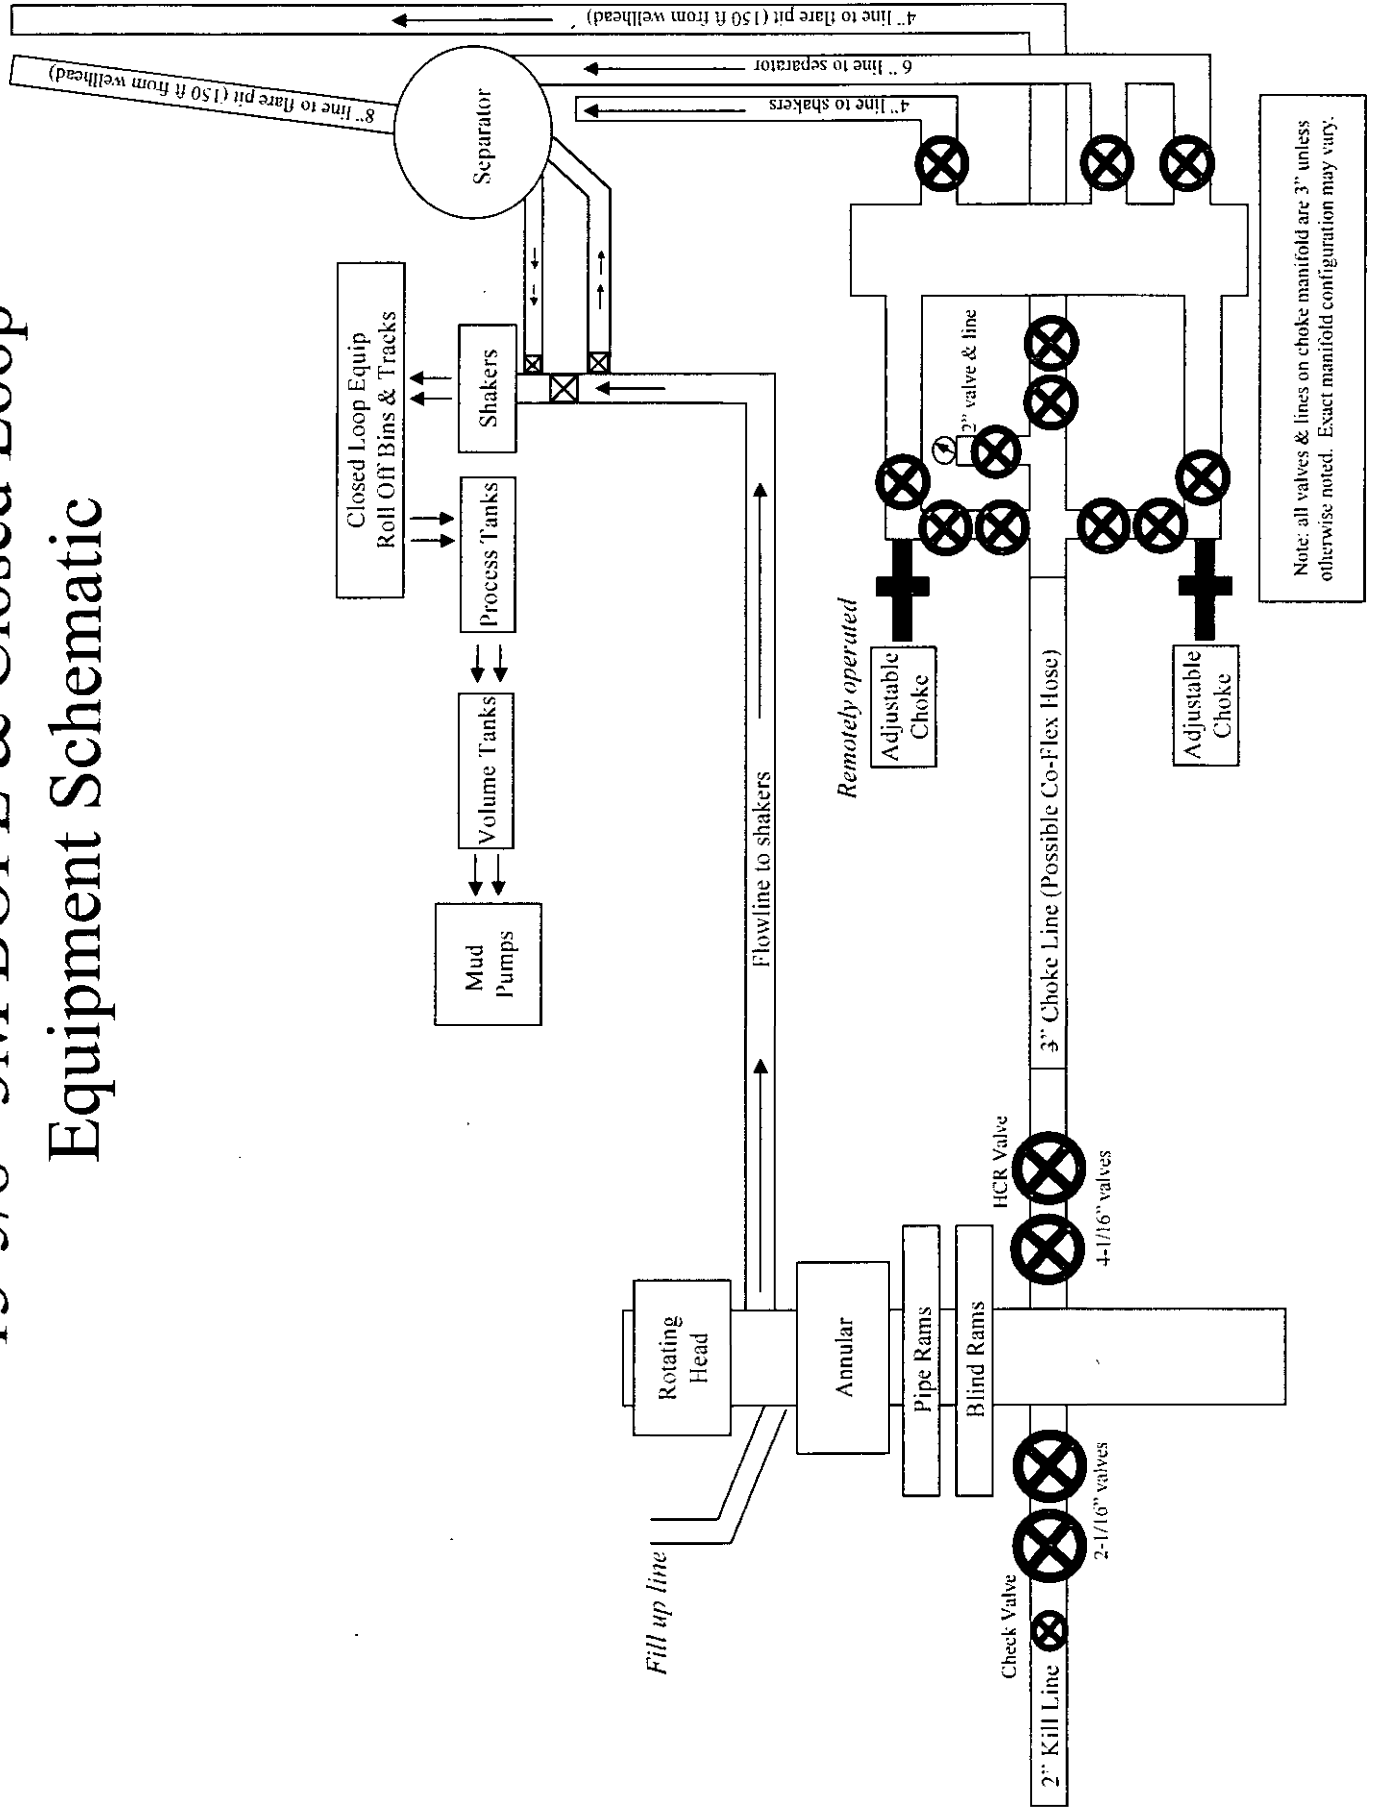 Equipment Schematic
4" line to flare pit (150 ft from wellhead)
8" line to flare pit (150 ft from wellhead)
6" line to separator
4" line to shakers
Separator
Closed Loop Equip
Roll Off Bins & Tracks
Shakers
Process Tanks
Volume Tanks
Mud
Pumps
Flowline to shakers
Rotating
Head
Fill up line
Annular
Pipe Rams
Blind Rams
Remotely operated
Adjustable
Choke
2" valve & line
3" Choke Line (Possible Co-Flex Hose)
HCR Valve
4-1/16" valves
2-1/16" valves
Check Valve
2" Kill Line
Adjustable
Choke
Note: all valves & lines on choke manifold are 3" unless
otherwise noted. Exact manifold configuration may vary.